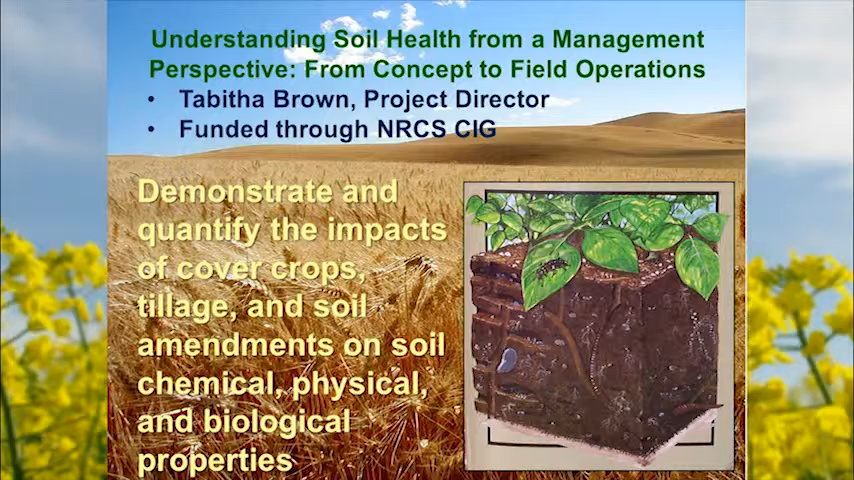 Understanding Soil Health from a Management
Perspective: From Concept to Field Operations
• Tabitha Brown, Project Director
• Funded through NRCS CIG
Demonstrate and
quantify the impacts
of cover crops,
tillage, and soil
amendments on soil
chemical, physical,
and biological
properties